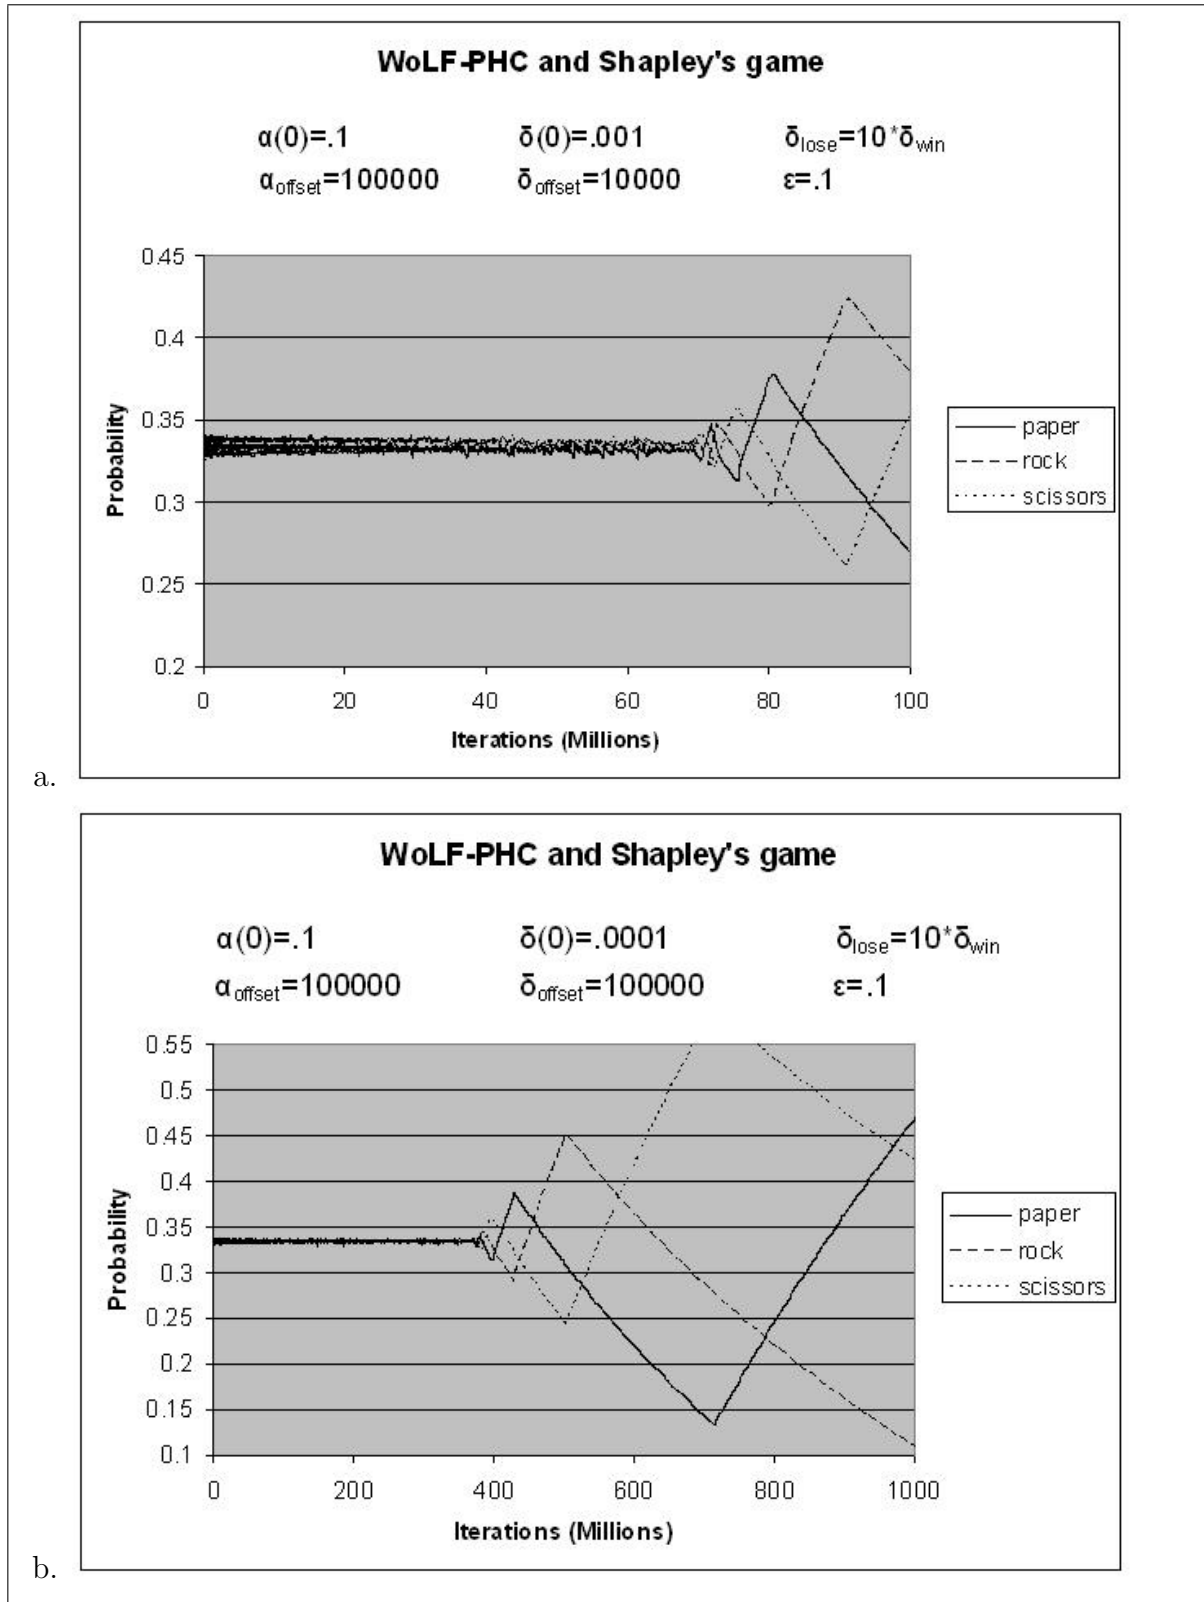 WoLF-PHC and Shapley's game
α(0)=.1 δ(0)=.001 δlose=10*δwin
αoffset=100000 δoffset=10000 ε=.1
0.45
0.4
0.35
0.3
0.25
0.2
Probability
0 20 40 60 80 100
Iterations (Millions)
paper
rock
scissors
a.
WoLF-PHC and Shapley's game
α(0)=.1 δ(0)=.0001 δlose=10*δwin
αoffset=100000 δoffset=100000 ε=.1
0.55
0.5
0.45
0.4
0.35
0.3
0.25
0.2
0.15
0.1
Probability
0 200 400 600 800 1000
Iterations (Millions)
paper
rock
scissors
b.